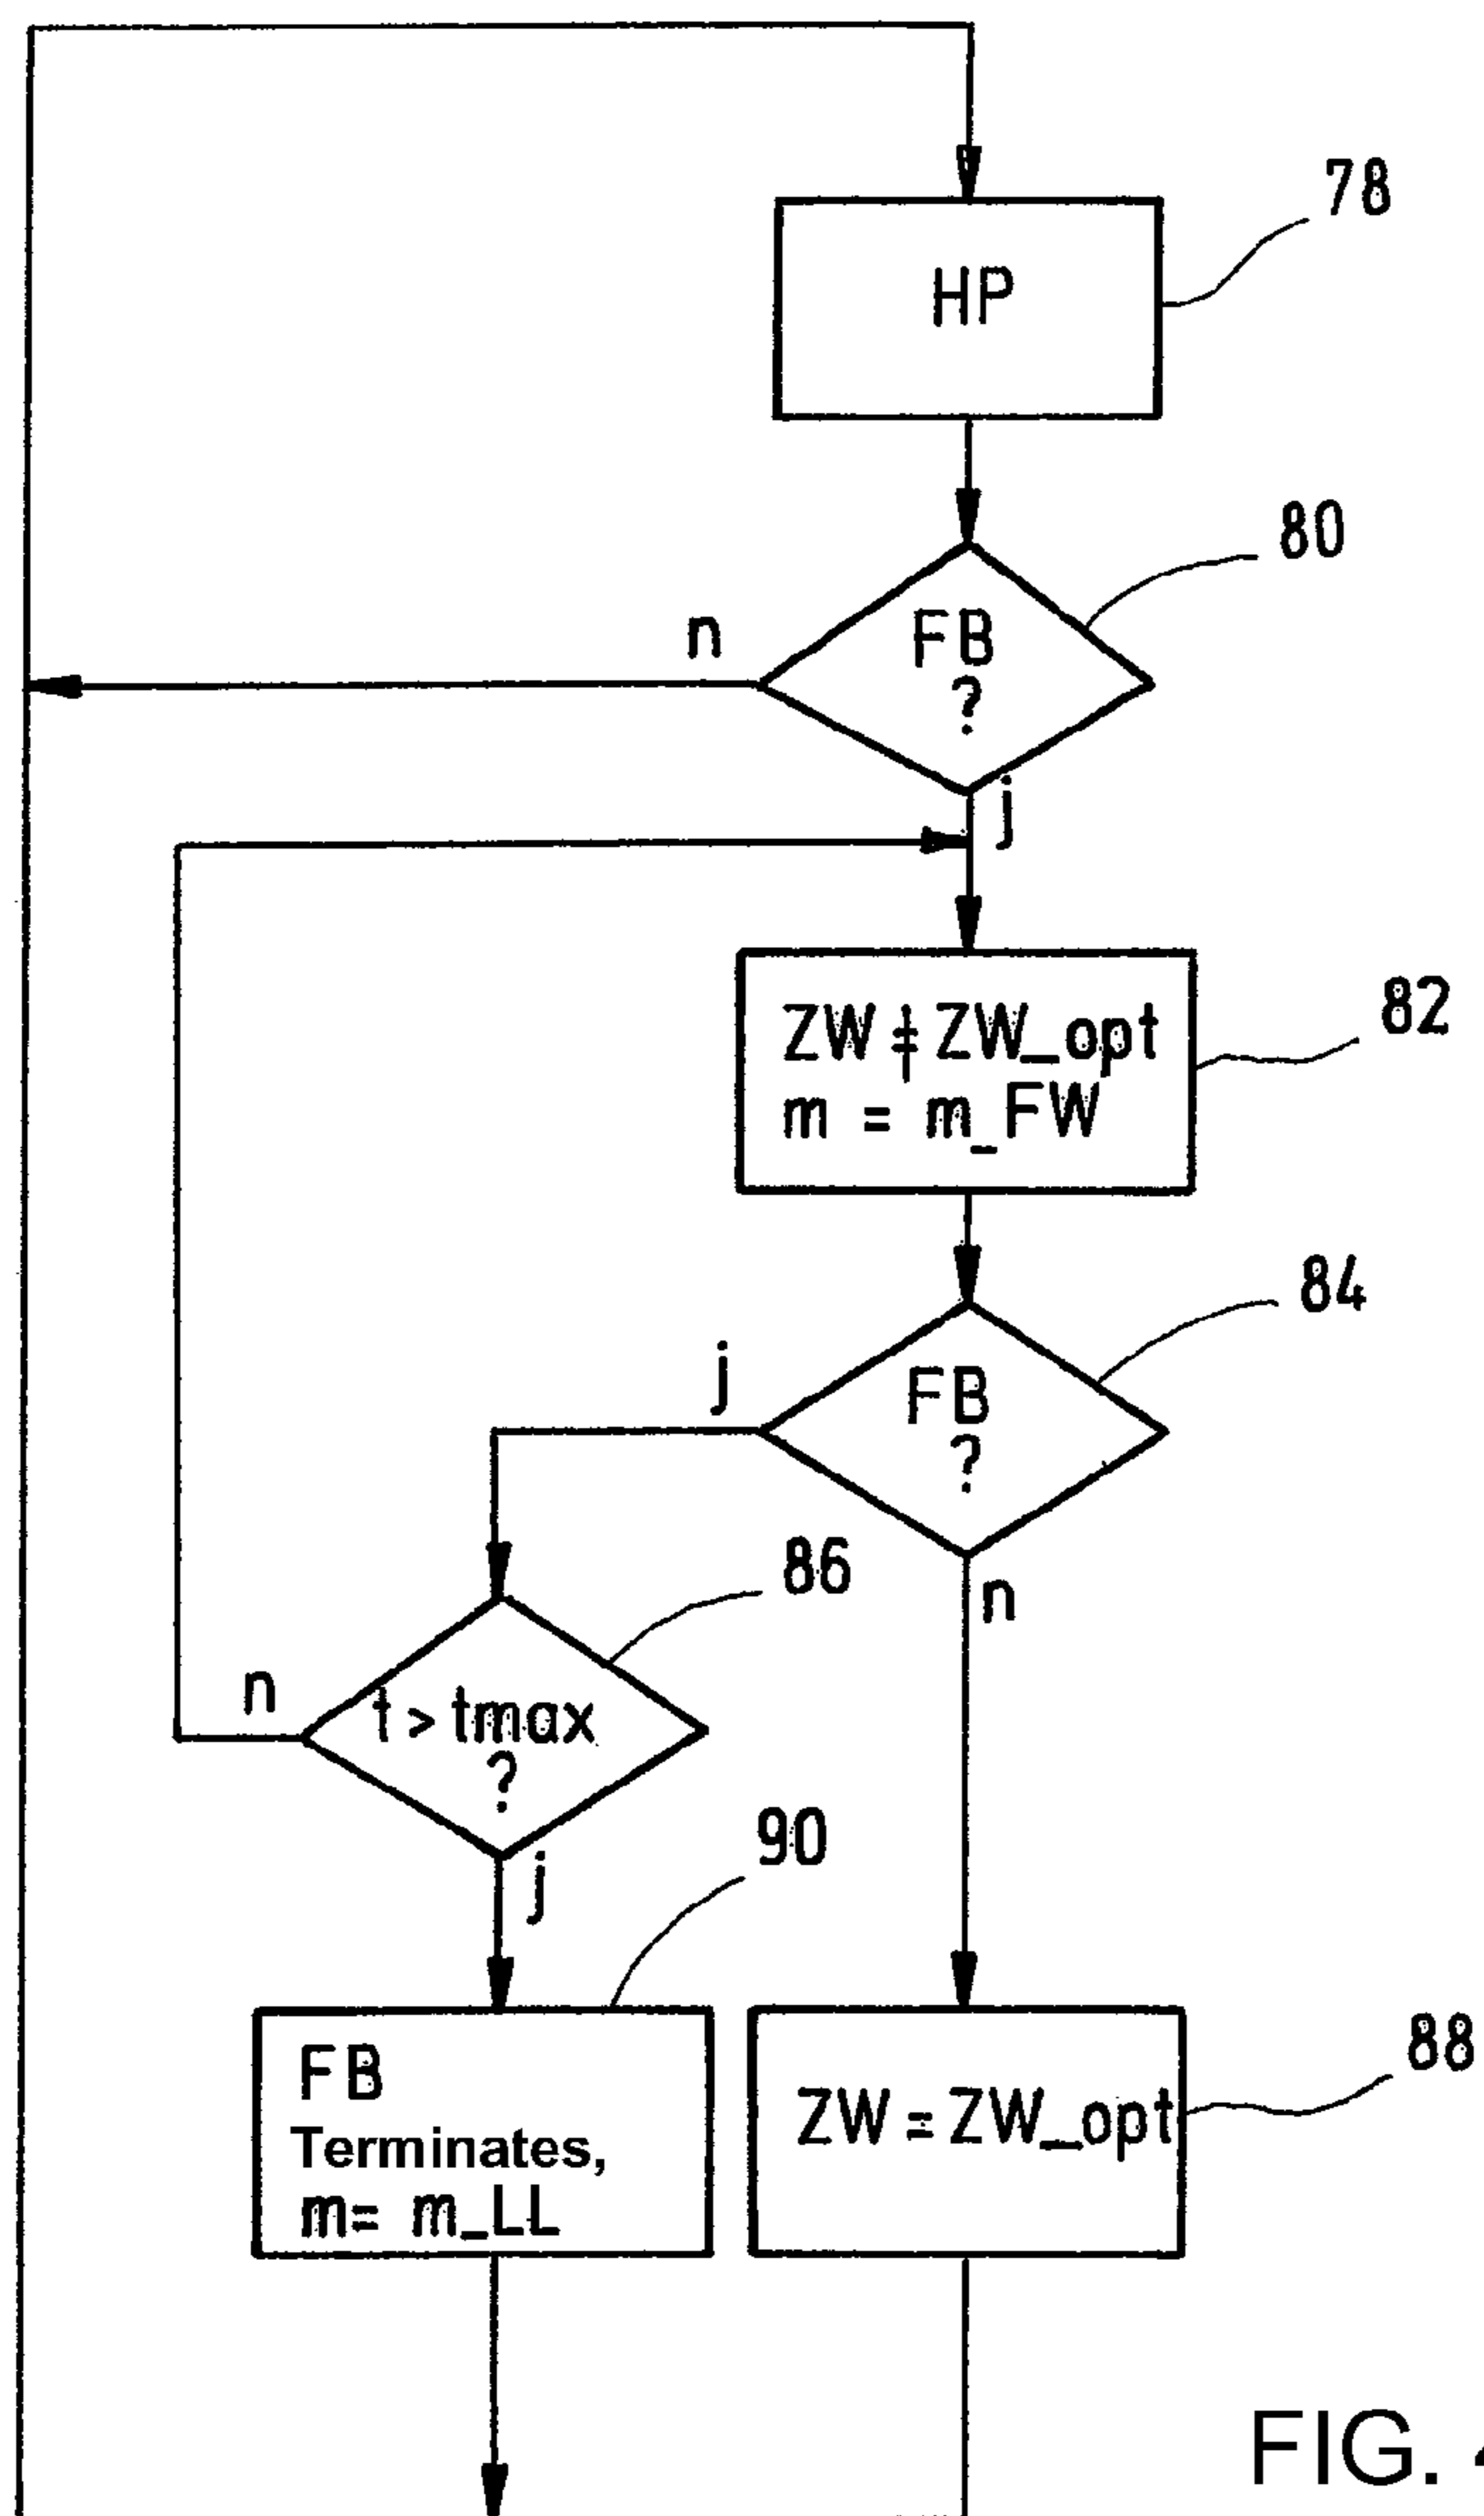 78
HP
80
n
FB
?
j
82
ZW ǂ ZW_opt
m = m_FW
84
j
FB
?
n
86
n
t > tmax
?
j
90
88
FB
Terminates,
m= m_LL
ZW = ZW_opt
FIG.